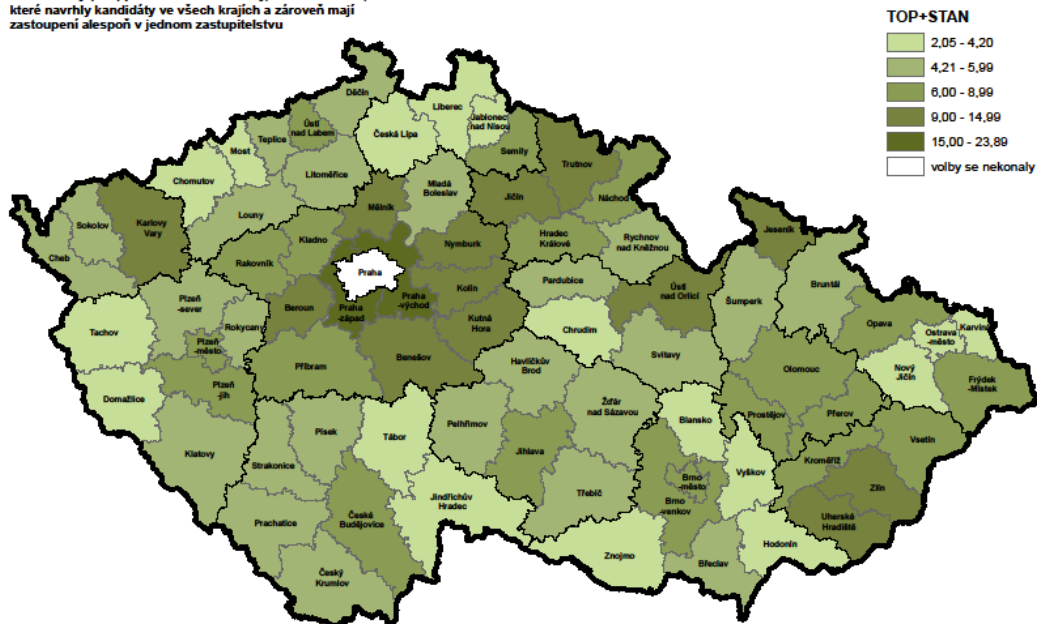 které navrhly kandidáty ve všech krajích a zároveň mají
zastoupení alespoň v jednom zastupitelstvu
TOP+STAN
2,05 - 4,20
4,21 - 5,99
6,00 - 8,99
9,00 - 14,99
15,00 - 23,89
volby se nekonaly
Děčín
Liberec
Jablonec
nad Nisou
Ústí
nad Labem
Teplice
Česká Lípa
Most
Semily
Trutnov
Chomutov
Litoměřice
Mladá
Boleslav
Jičín
Náchod
Louny
Mělník
Sokolov
Karlovy
Vary
Jeseník
Kladno
Nymburk
Hradec
Králové
Rychnov
nad Kněžnou
Cheb
Rakovník
Praha
Kolín
Pardubice
Ústí
nad Orlicí
Bruntál
Plzeň
-sever
Beroun
Praha
-západ
Praha
-východ
Kutná
Hora
Šumperk
Opava
Tachov
Rokycany
Chrudim
Ostrava
-město
Karviná
Plzeň
-město
Benešov
Havlíčkův
Brod
Svitavy
Příbram
Olomouc
Nový
Jičín
Frýdek
-Místek
Domažlice
Plzeň
-jih
Žďár
nad Sázavou
Blansko
Prostějov
Přerov
Písek
Tábor
Pelhřimov
Jihlava
Vsetín
Klatovy
Strakonice
Kroměříž
Vyškov
Brno
-město
Zlín
Jindřichův
Hradec
Třebíč
Brno
-venkov
Prachatice
České
Budějovice
Uherské
Hradiště
Znojmo
Hodonín
Břeclav
Český
Krumlov